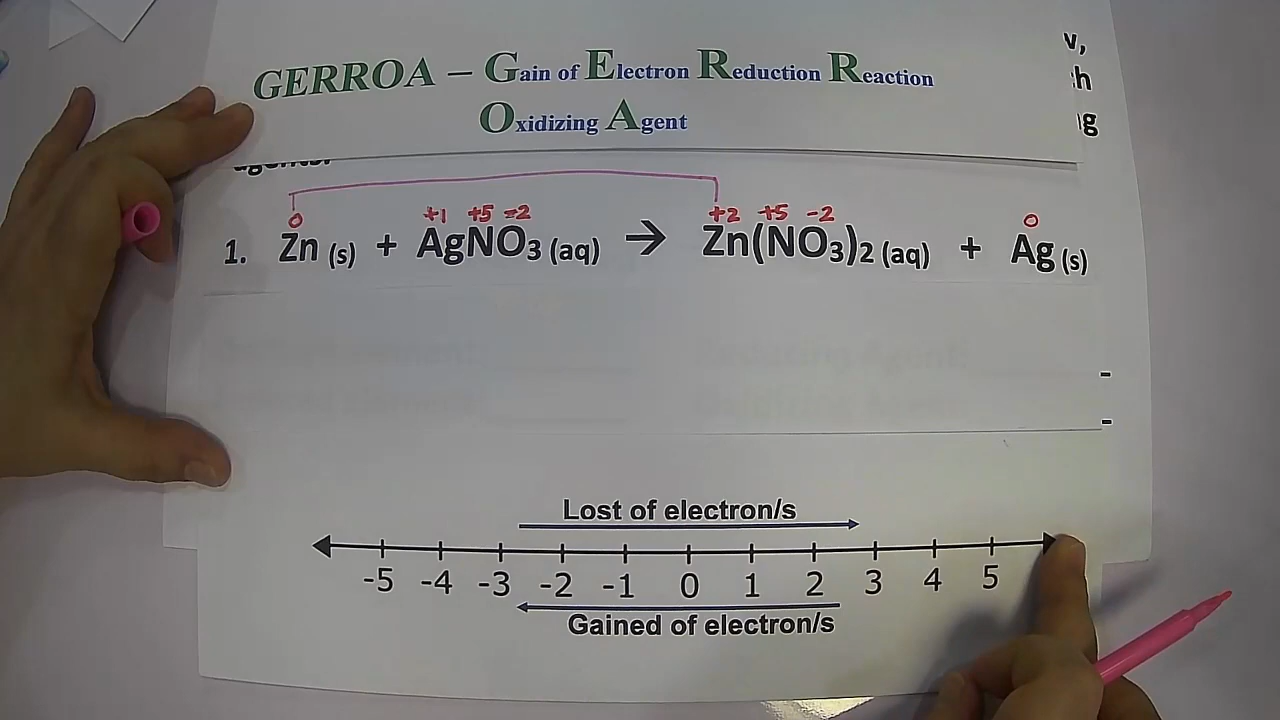 GERROA – Gain of Electron Reduction Reaction
Oxidizing Agent
v,
h
g
agents.
0 +1 +5 -2 +2 +5 -2 0
1. Zn (s) + AgNO3 (aq) → Zn(NO3)2 (aq) + Ag (s)
Lost of electron/s
-5 -4 -3 -2 -1 0 1 2 3 4 5
Gained of electron/s